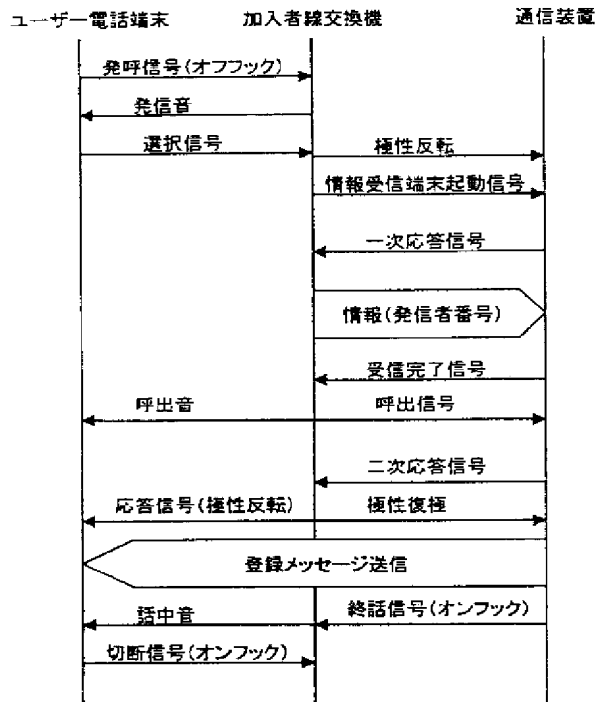 ユーザー電話端末
加入者線交換機
通信装置
発呼信号(オフフック)
発信音
選択信号
極性反転
情報受信端末起動信号
一次応答信号
情報(発信者番号)
受信完了信号
呼出音
呼出信号
二次応答信号
応答信号(極性反転)
極性復極
登録メッセージ送信
話中音
終話信号(オンフック)
切断信号(オンフック)